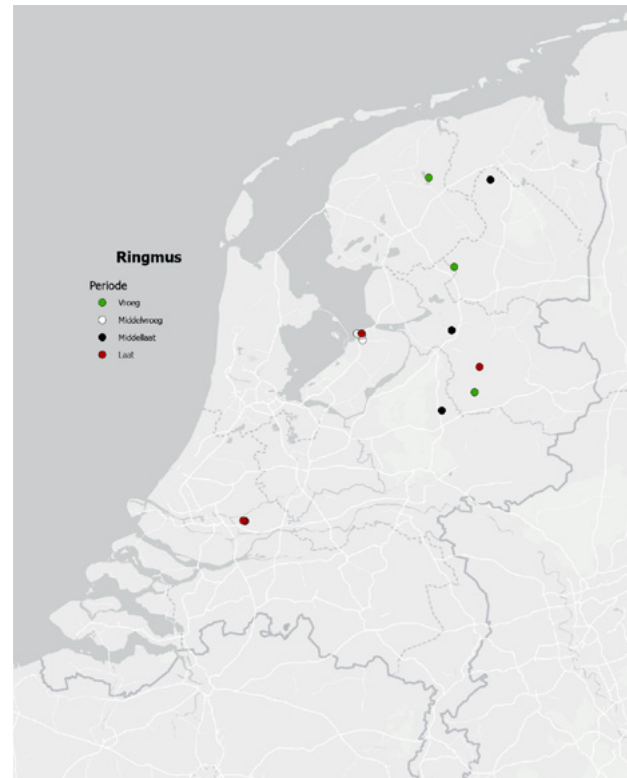 Ringmus
Periode
Vroeg
Middelvroeg
Middellaat
Laat